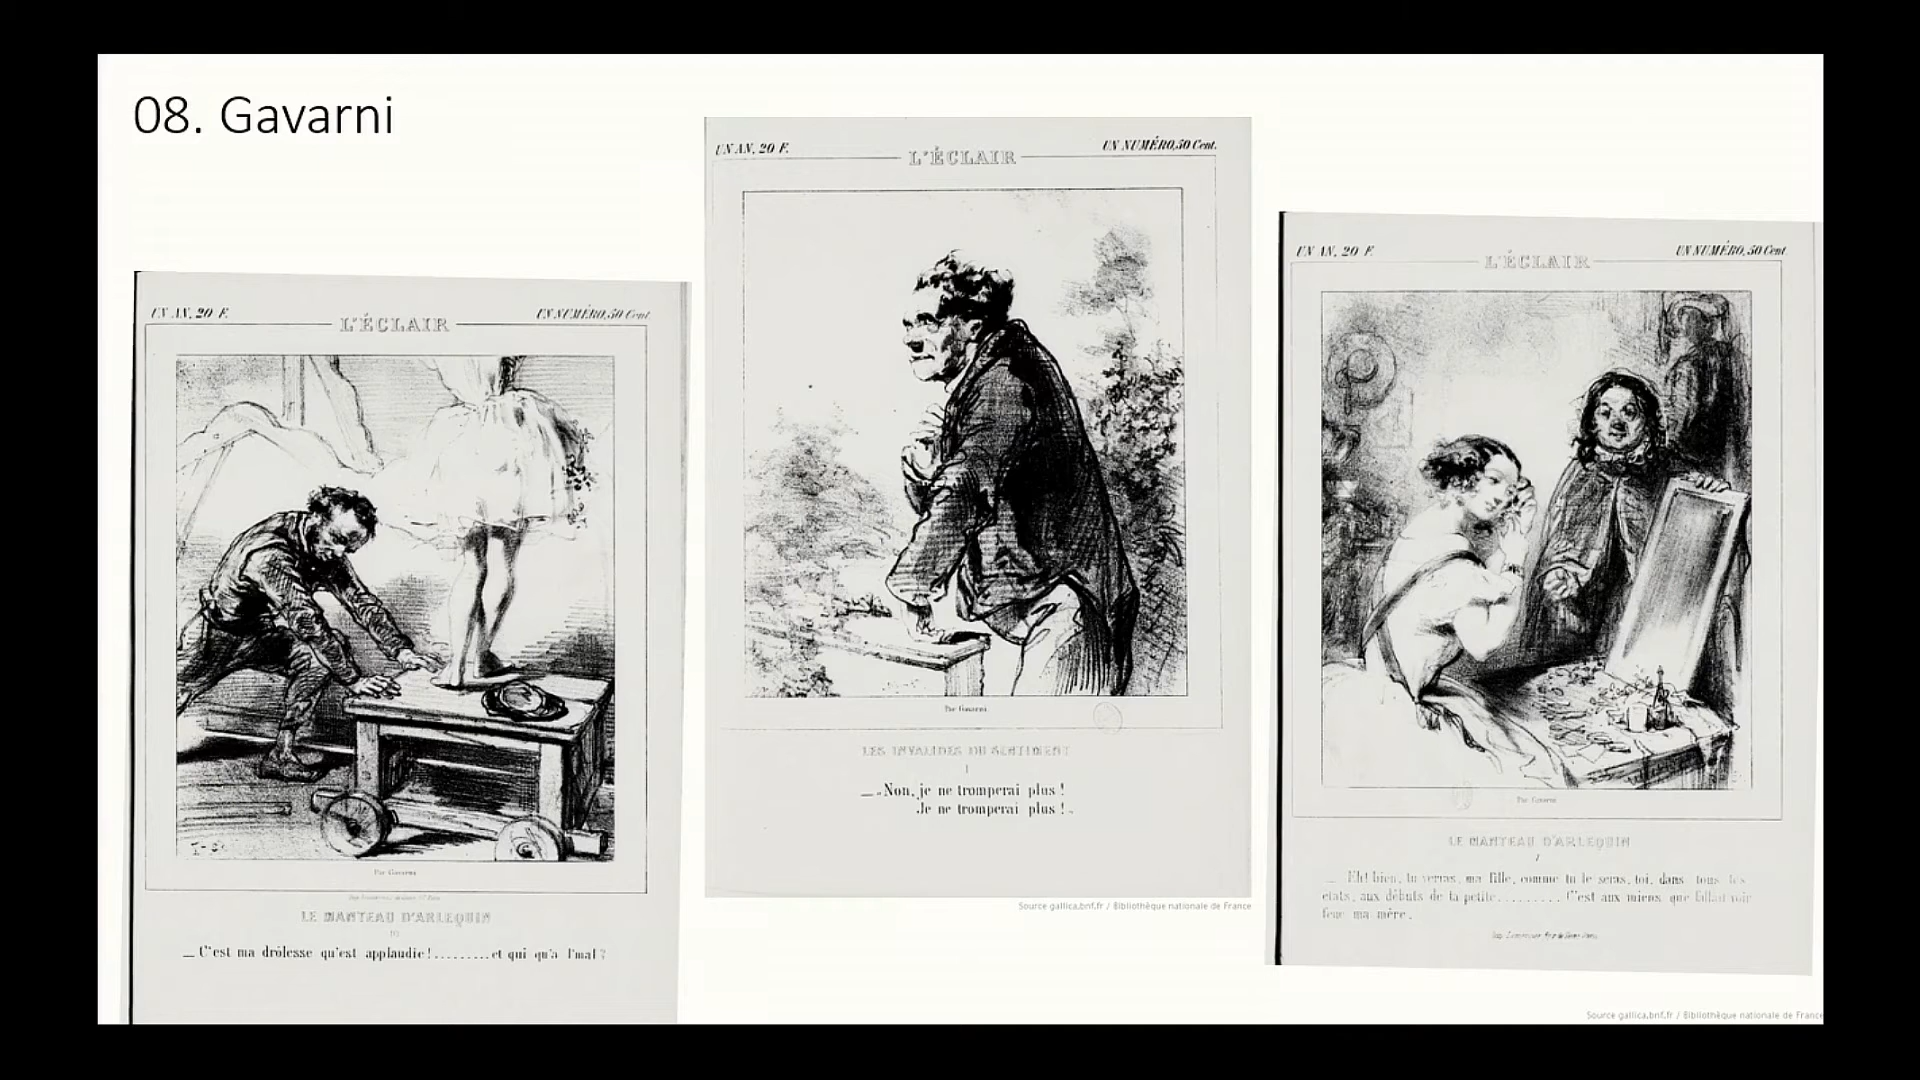 08. Gavarni
UN AN, 20 F.
L'ÉCLAIR
UN NUMÉRO, 50 Cent.
Par Gavarni
LE MANTEAU D'ARLEQUIN
— C'est ma drôlesse qu'est applaudie!.........et qui qu'a l'mal?
UN AN, 20 F.
L'ÉCLAIR
UN NUMÉRO, 50 Cent.
Par Gavarni.
LES INVALIDES DU SENTIMENT
I
— „Non, je ne tromperai plus !
Je ne tromperai plus !„
Source gallica.bnf.fr / Bibliothèque nationale de France
UN AN, 20 F.
L'ÉCLAIR
UN NUMÉRO, 50 Cent
Par Gavarni
LE MANTEAU D'ARLEQUIN
I
— Eh! bien, tu verras, ma fille, comme tu le seras, toi, dans tous tes
états, aux débuts de ta petite......... C'est aux miens que fallait voir
feue ma mère.
Source gallica.bnf.fr / Bibliothèque nationale de France